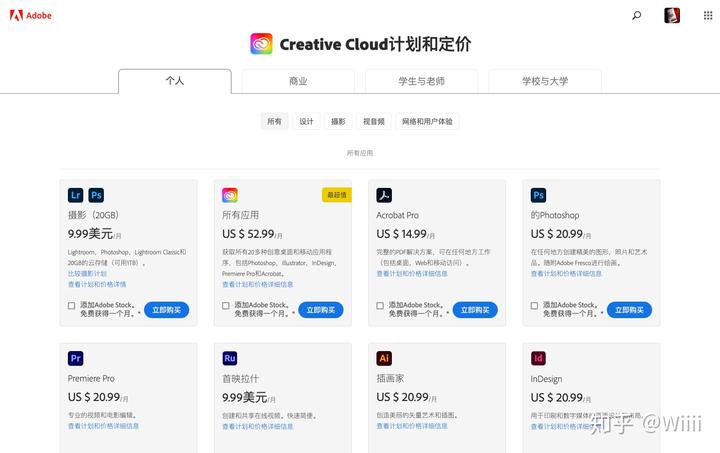 Adobe
Creative Cloud计划和定价
个人
商业
学生与老师
学校与大学
所有
设计
摄影
视音频
网络和用户体验
所有应用
Lr Ps
摄影（20GB）
9.99美元/月
Lightroom、Photoshop、Lightroom Classic和
20GB的云存储（可用1TB）。
比较摄影计划
查看计划和价格详情
添加Adobe Stock。
免费获得一个月。*
立即购买
最超值
所有应用
US $ 52.99/月
获取所有20多种创意桌面和移动应用程
序，包括Photoshop，Illustrator，InDesign，
Premiere Pro和Acrobat。
查看计划和价格详细信息
添加Adobe Stock。
免费获得一个月。*
立即购买
Acrobat Pro
US $ 14.99/月
完整的PDF解决方案，可在任何地方工作
（包括桌面，Web和移动访问）。
查看计划和价格详细信息
添加Adobe Stock。
免费获得一个月。*
立即购买
Ps
的Photoshop
US $ 20.99/月
在任何地方创建精美的图形，照片和艺术
品。随附Adobe Fresco进行绘画。
查看计划和价格详细信息
添加Adobe Stock。
免费获得一个月。*
立即购买
Pr
Premiere Pro
US $ 20.99/月
专业的视频和电影编辑。
查看计划和价格详细信息
Ru
首映拉什
9.99美元/月
创建和共享在线视频。快速简便。
查看计划和价格详细信息
Ai
插画家
US $ 20.99/月
创造美丽的矢量艺术和插图。
查看计划和价格详细信息
Id
InDesign
US $ 20.99/月
用于印刷和数字媒体的
查看计划和价格详细信息
知乎 @Wiiii